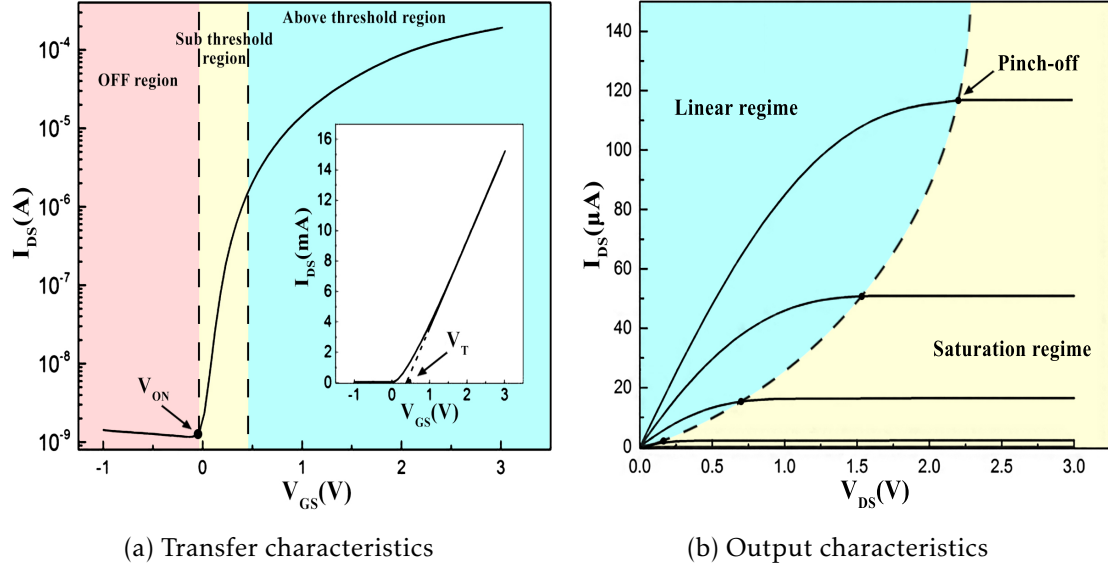 Above threshold region
Sub threshold
region
OFF region
10⁻⁴
10⁻⁵
10⁻⁶
10⁻⁷
10⁻⁸
10⁻⁹
I_DS(A)
V_ON
-1
0
1
2
3
V_GS(V)
16
14
12
10
8
6
4
2
0
I_DS(mA)
V_T
-1
0
1
2
3
V_GS(V)
(a) Transfer characteristics
140
120
100
80
60
40
20
0
I_DS(μA)
Linear regime
Pinch-off
Saturation regime
0.0
0.5
1.0
1.5
2.0
2.5
3.0
V_DS(V)
(b) Output characteristics